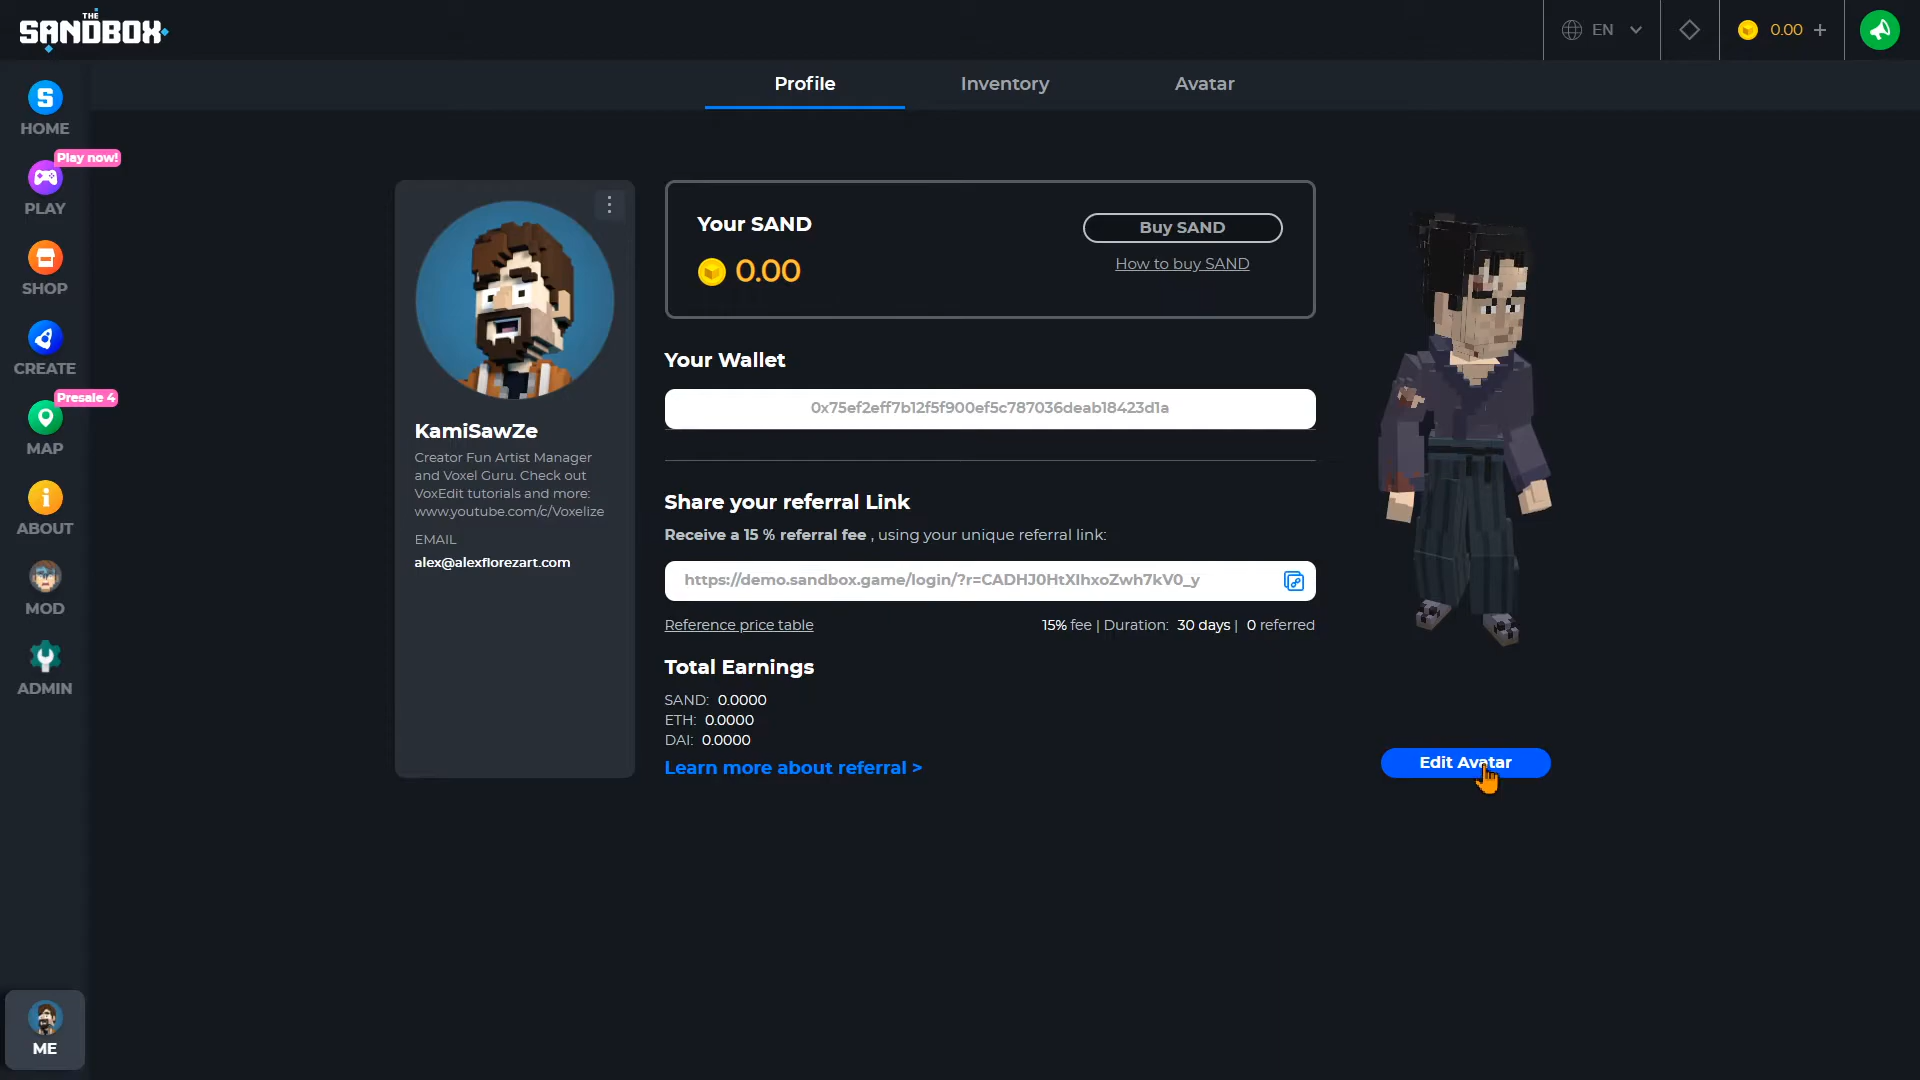 THE
SANDBOX
EN
0.00 +
Profile
Inventory
Avatar
HOME
Play now!
PLAY
SHOP
CREATE
Presale 4
MAP
ABOUT
MOD
ADMIN
ME
KamiSawZe
Creator Fun Artist Manager
and Voxel Guru. Check out
VoxEdit tutorials and more:
www.youtube.com/c/Voxelize
EMAIL
alex@alexflorezart.com
Your SAND
0.00
Buy SAND
How to buy SAND
Your Wallet
0x75ef2eff7b12f5f900ef5c787036deab18423d1a
Share your referral Link
Receive a 15 % referral fee , using your unique referral link:
https://demo.sandbox.game/login/?r=CADHJ0HtXIhxoZwh7kV0_y
Reference price table
15% fee | Duration: 30 days | 0 referred
Total Earnings
SAND: 0.0000
ETH: 0.0000
DAI: 0.0000
Learn more about referral >
Edit Avatar